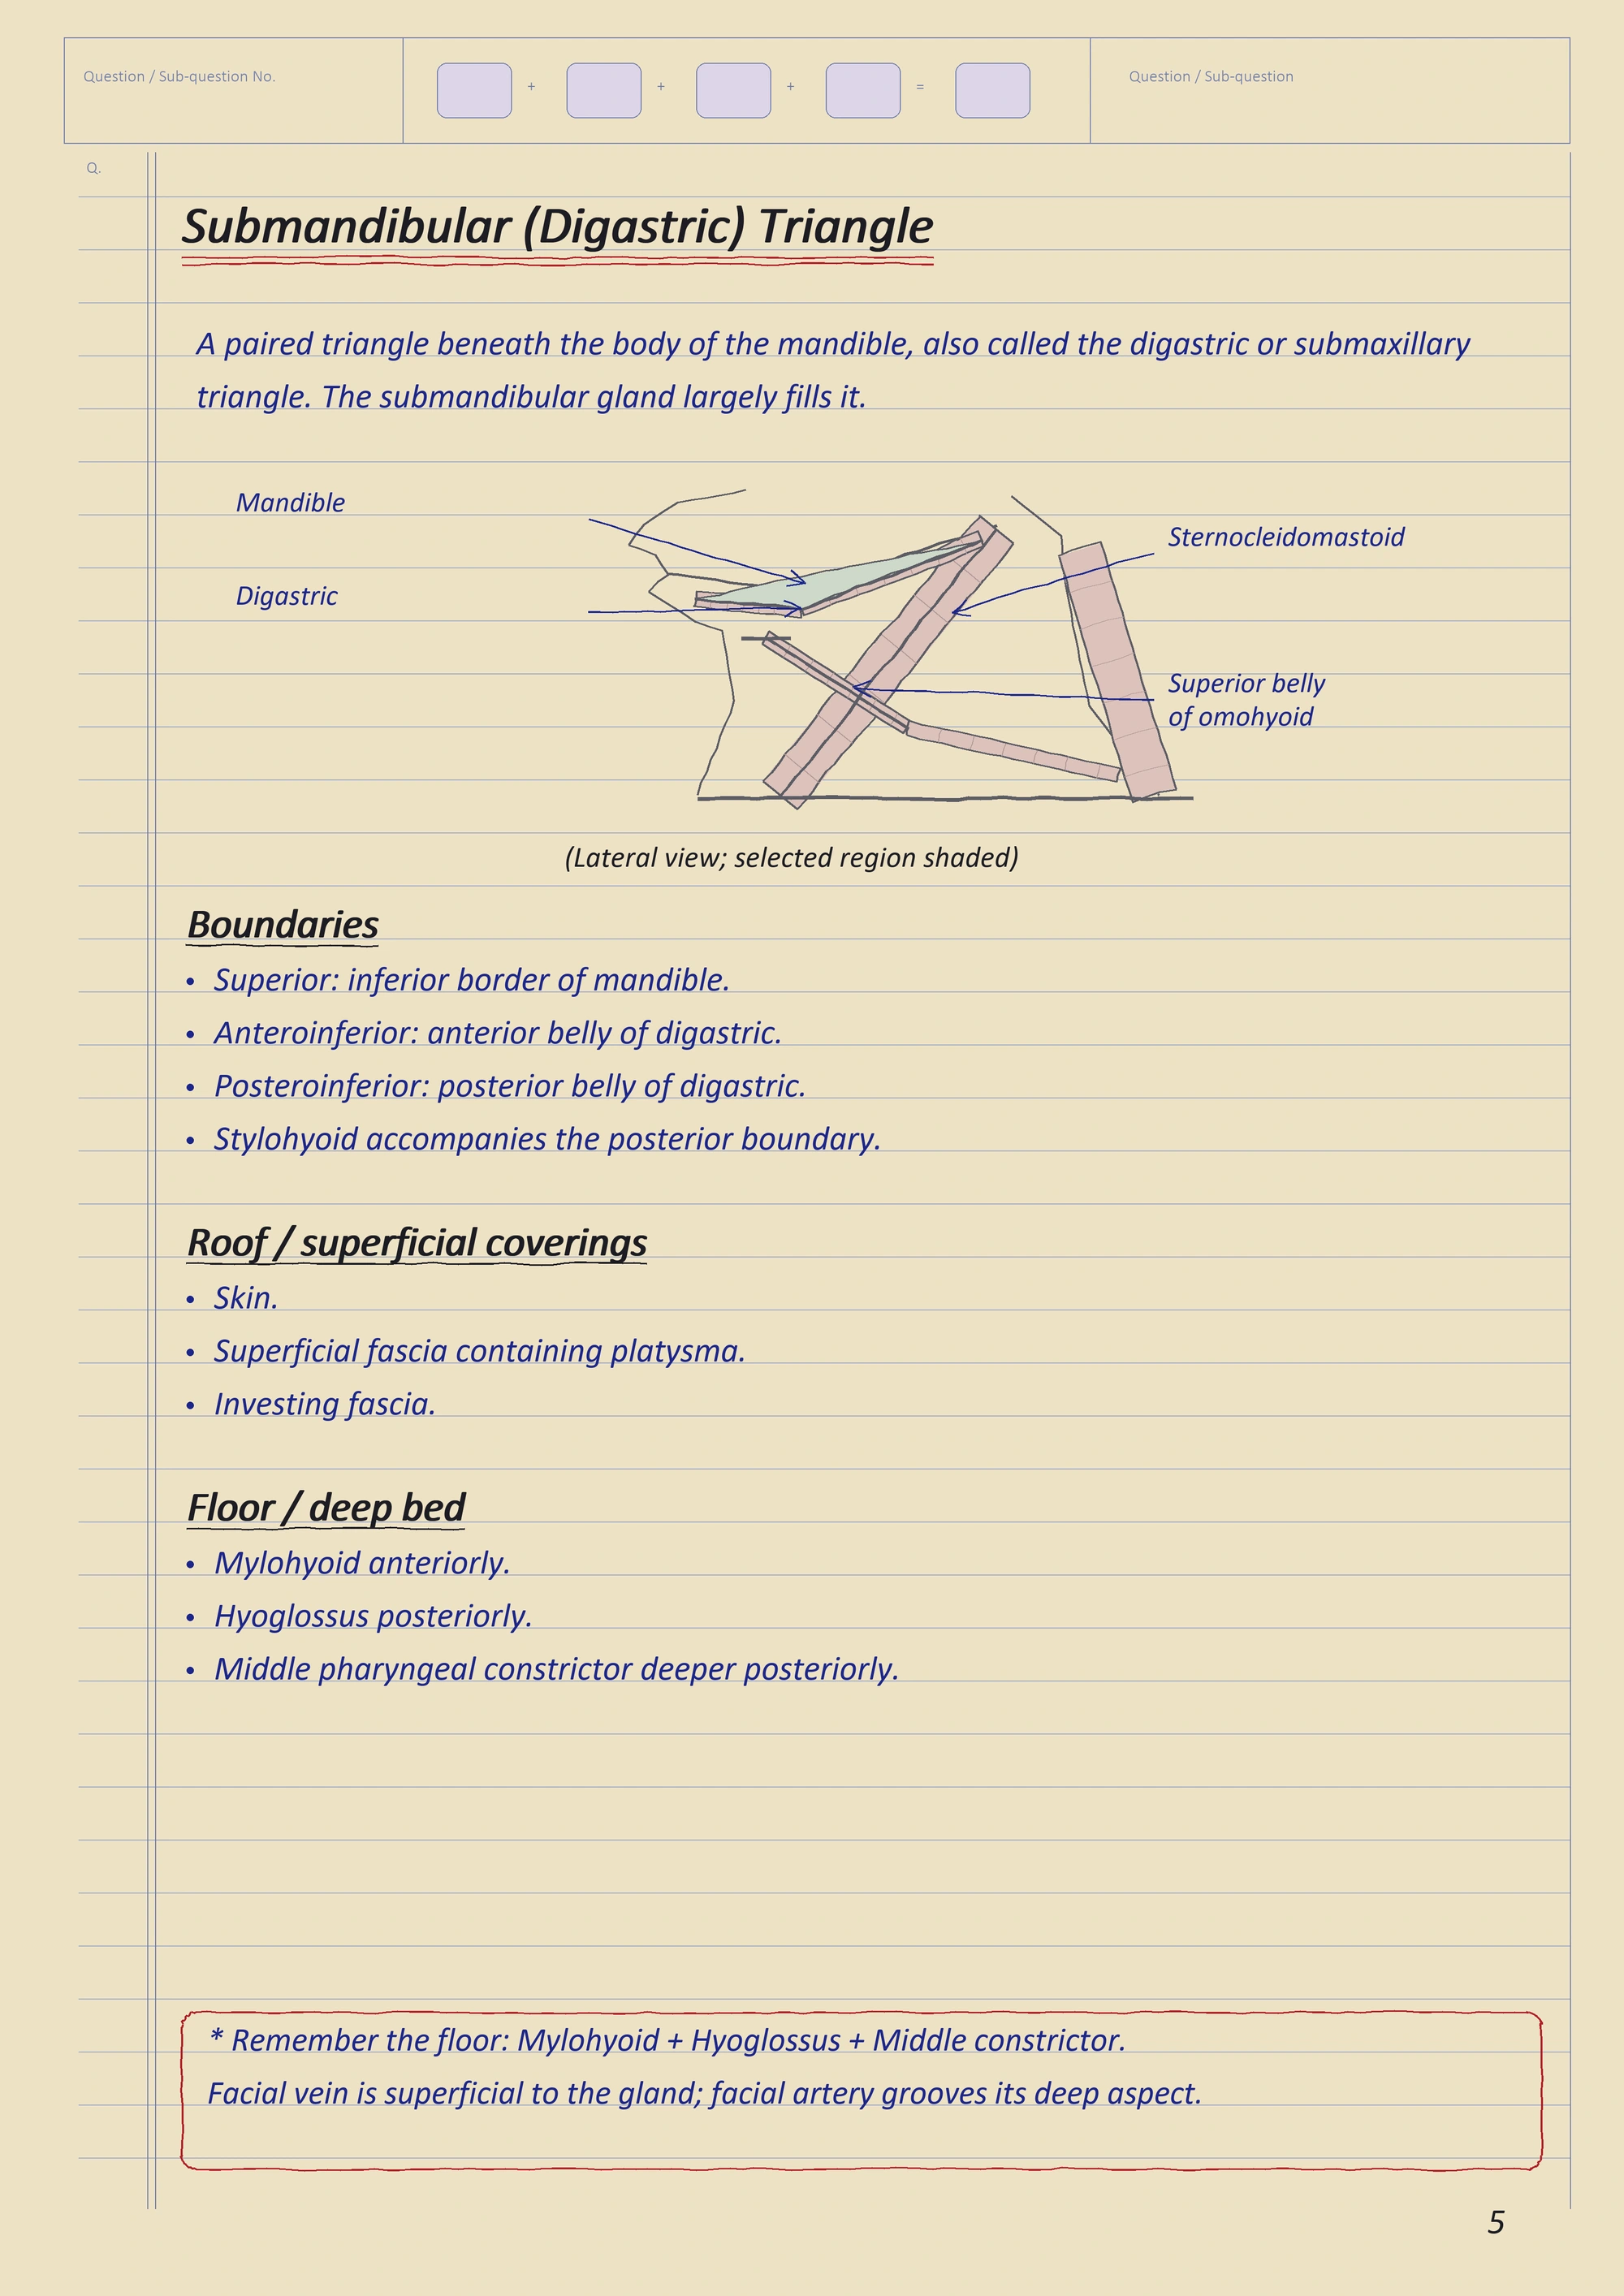 Question / Sub-question No.
+ + + =
Question / Sub-question
Q.
Submandibular (Digastric) Triangle
A paired triangle beneath the body of the mandible, also called the digastric or submaxillary
triangle. The submandibular gland largely fills it.
Mandible
Sternocleidomastoid
Digastric
Superior belly
of omohyoid
(Lateral view; selected region shaded)
Boundaries
• Superior: inferior border of mandible.
• Anteroinferior: anterior belly of digastric.
• Posteroinferior: posterior belly of digastric.
• Stylohyoid accompanies the posterior boundary.
Roof / superficial coverings
• Skin.
• Superficial fascia containing platysma.
• Investing fascia.
Floor / deep bed
• Mylohyoid anteriorly.
• Hyoglossus posteriorly.
• Middle pharyngeal constrictor deeper posteriorly.
* Remember the floor: Mylohyoid + Hyoglossus + Middle constrictor.
Facial vein is superficial to the gland; facial artery grooves its deep aspect.
5